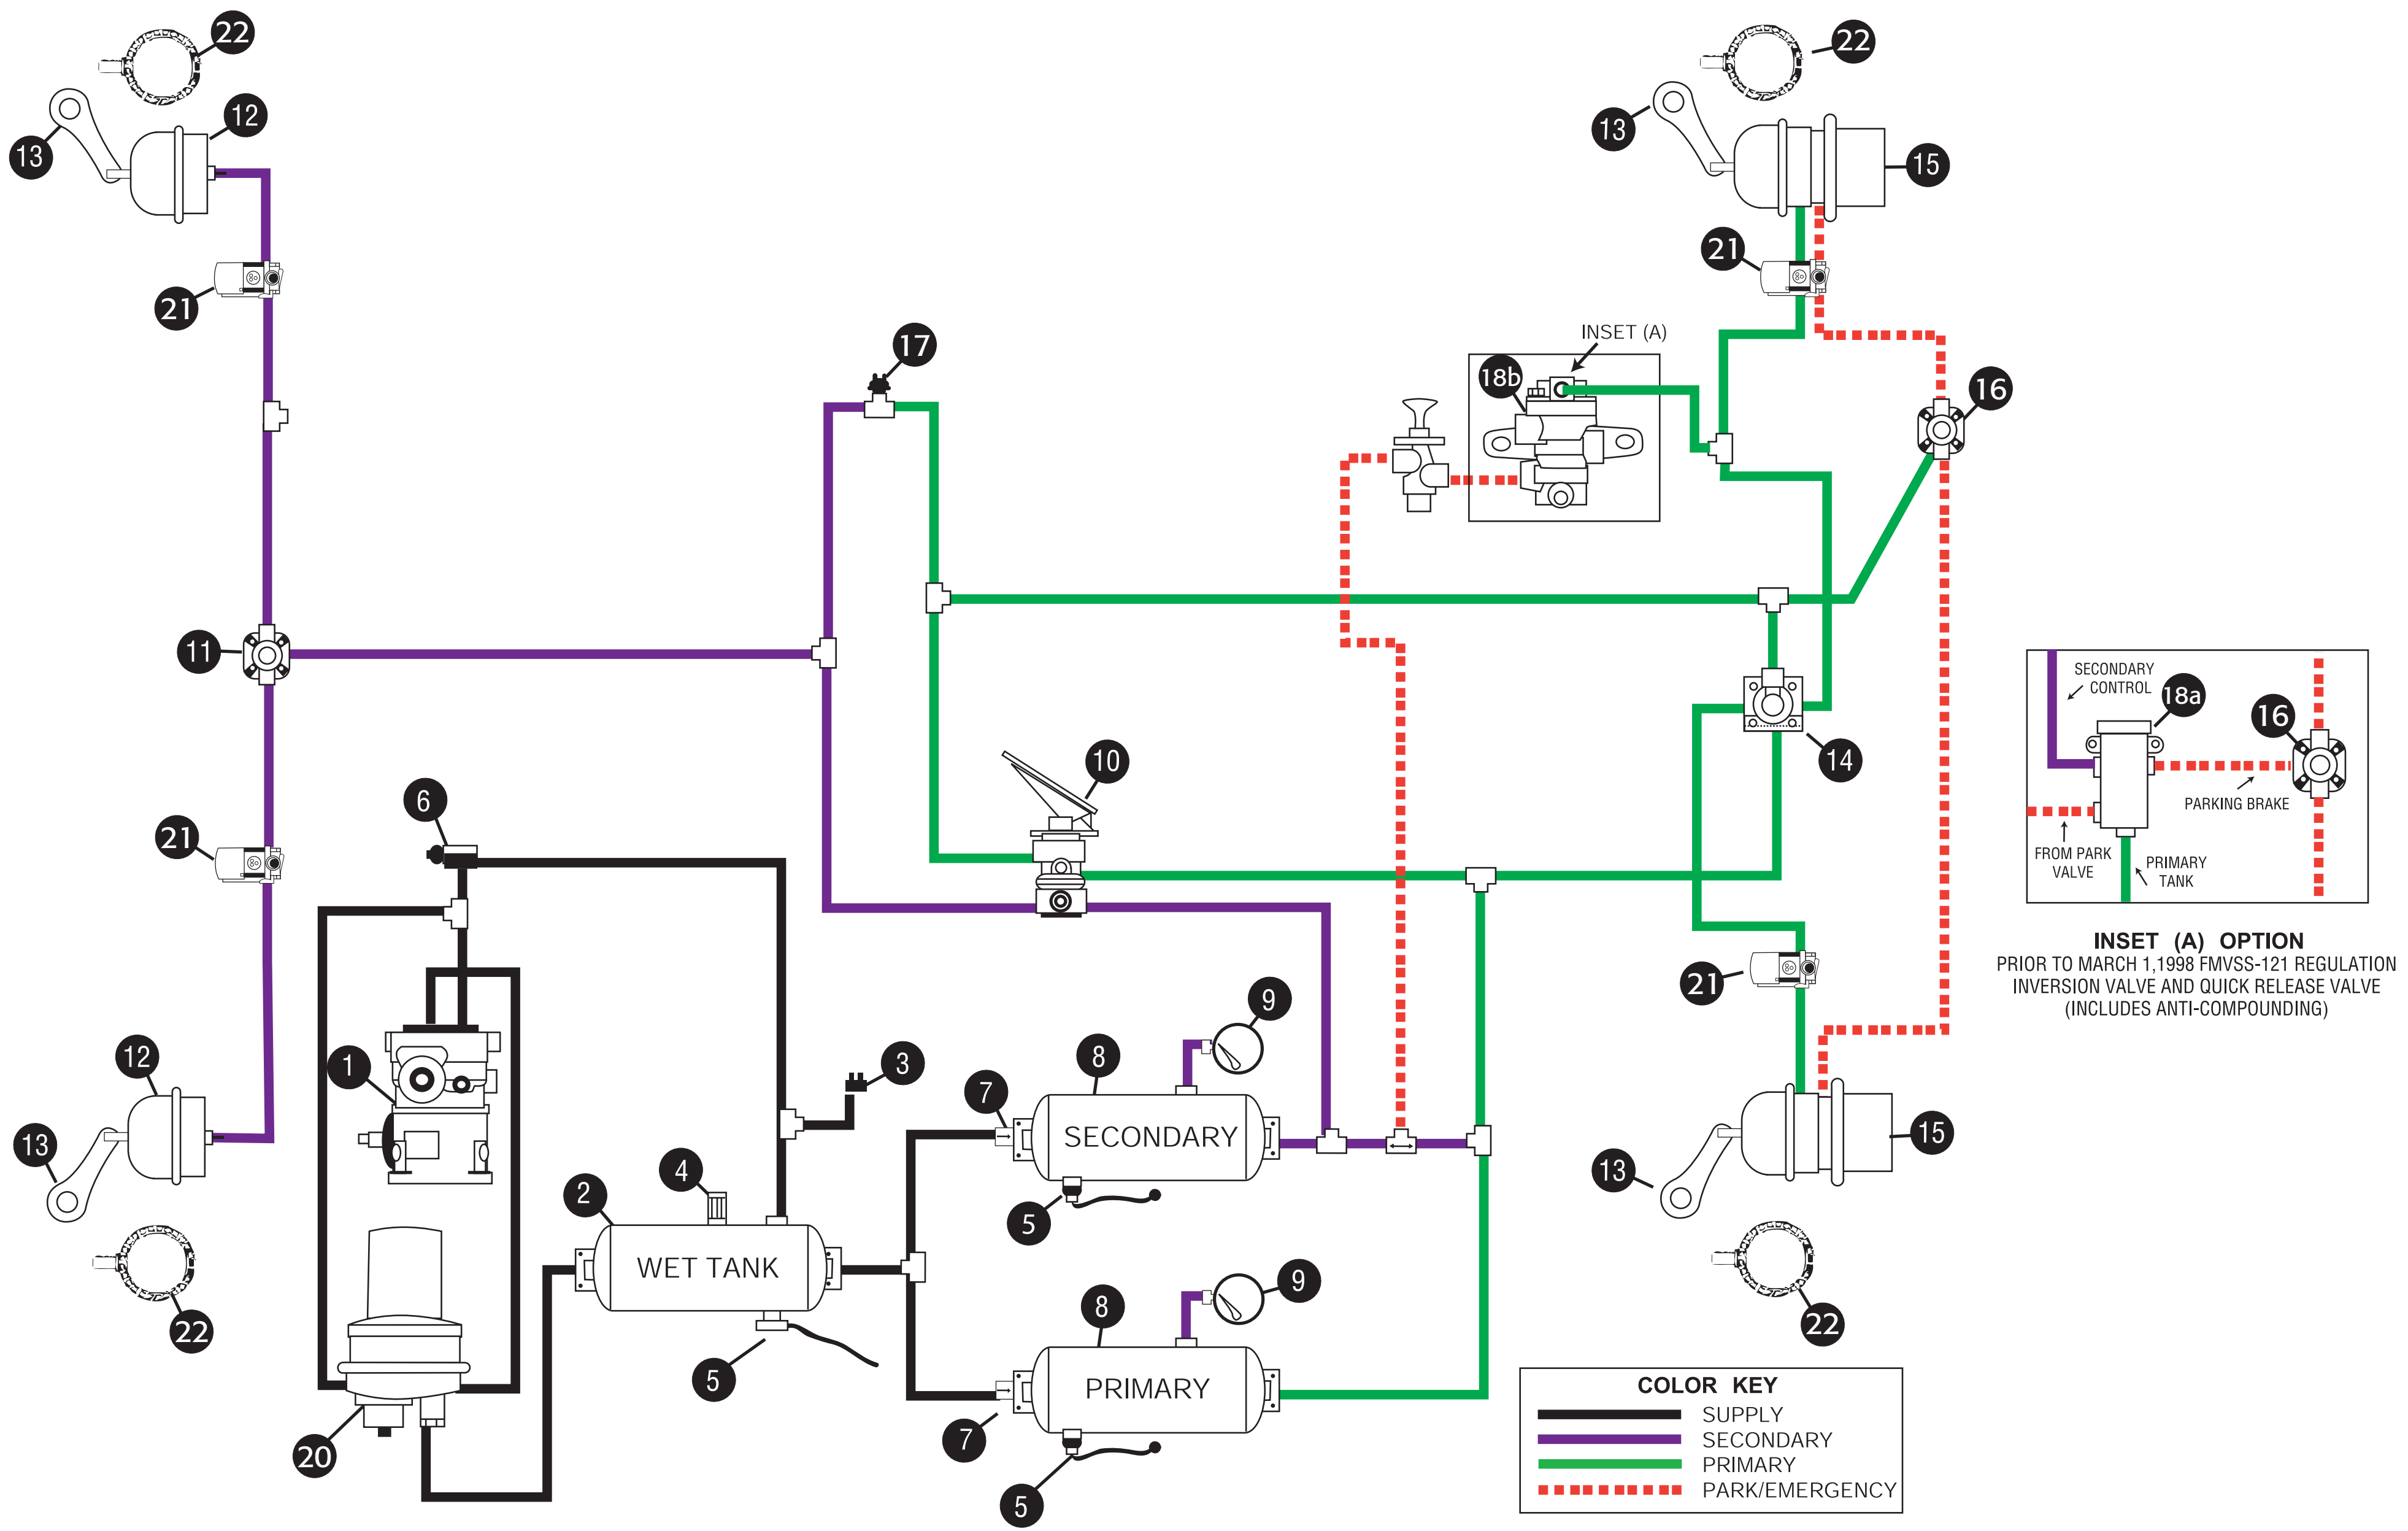 22
12
13
21
11
21
12
13
22
6
1
20
17
10
3
2
4
WET TANK
5
7
8
9
SECONDARY
5
7
8
9
PRIMARY
5
INSET (A)
18b
22
13
15
21
16
14
21
13
15
22
SECONDARY
CONTROL
18a
16
PARKING BRAKE
FROM PARK
VALVE
PRIMARY
TANK
INSET (A) OPTION
PRIOR TO MARCH 1,1998 FMVSS-121 REGULATION
INVERSION VALVE AND QUICK RELEASE VALVE
(INCLUDES ANTI-COMPOUNDING)
COLOR KEY
SUPPLY
SECONDARY
PRIMARY
PARK/EMERGENCY